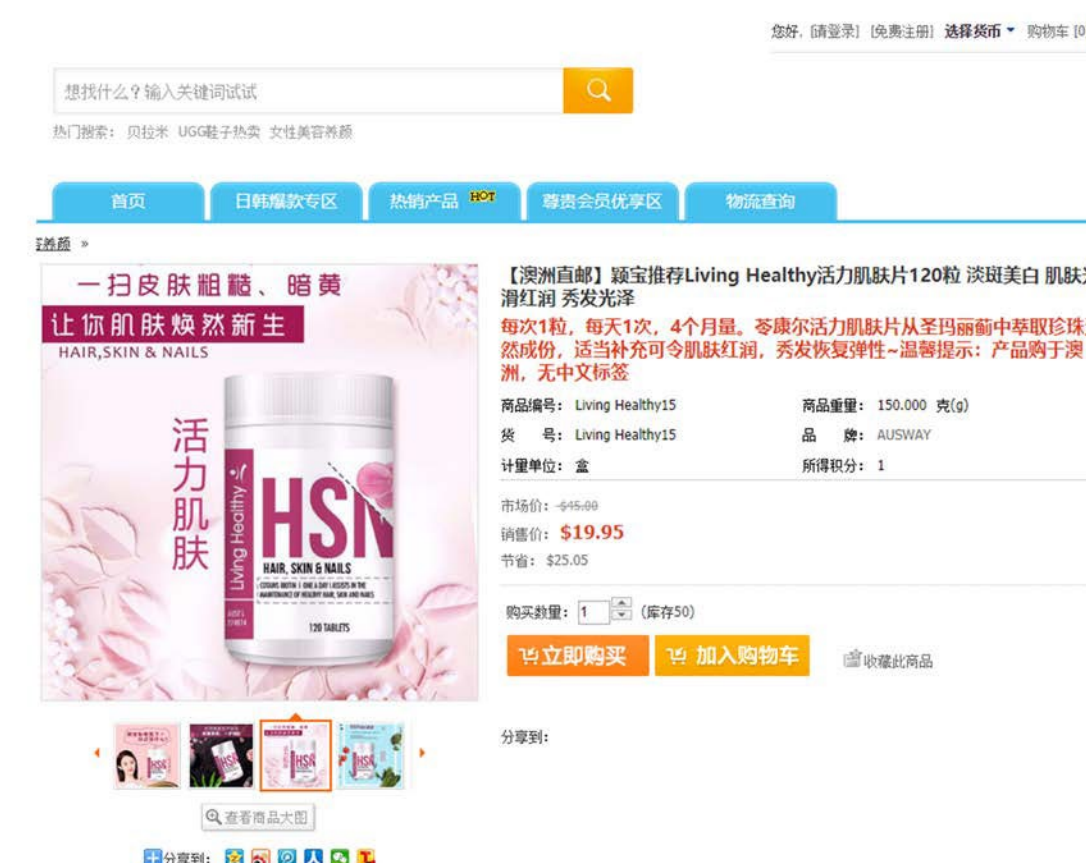 您好, [请登录] [免费注册] 选择货币 购物车 [0
想找什么?输入关键词试试
热门搜索: 贝拉米 UGG鞋子热卖 女性美容养颜
首页 日韩爆款专区 热销产品 HOT 尊贵会员优享区 物流查询
容养颜 »
一扫皮肤粗糙、暗黄
让你肌肤焕然新生
HAIR,SKIN & NAILS
活力肌肤
Living Healthy
HSN
HAIR, SKIN & NAILS
120 TABLETS
【澳洲直邮】颖宝推荐Living Healthy活力肌肤片120粒 淡斑美白 肌肤光
滑红润 秀发光泽
每次1粒,每天1次,4个月量。苓康尔活力肌肤片从圣玛丽蓟中萃取珍珠
然成份,适当补充可令肌肤红润,秀发恢复弹性~温馨提示:产品购于澳
洲,无中文标签
商品编号: Living Healthy15 商品重量: 150.000 克(g)
货 号: Living Healthy15 品 牌: AUSWAY
计量单位: 盒 所得积分: 1
市场价: $45.00
销售价: $19.95
节省: $25.05
购买数量: 1 (库存50)
立即购买 加入购物车 收藏此商品
分享到:
查看商品大图
分享到: